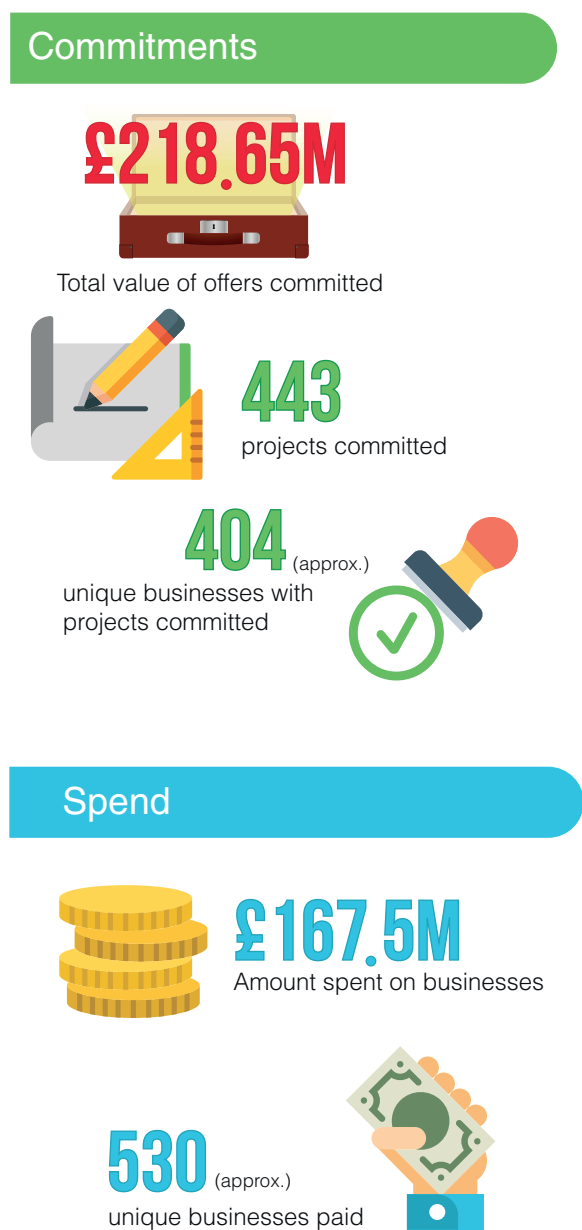 Commitments
£218.65M
Total value of offers committed
443
projects committed
404 (approx.)
unique businesses with
projects committed
Spend
£167.5M
Amount spent on businesses
530 (approx.)
unique businesses paid